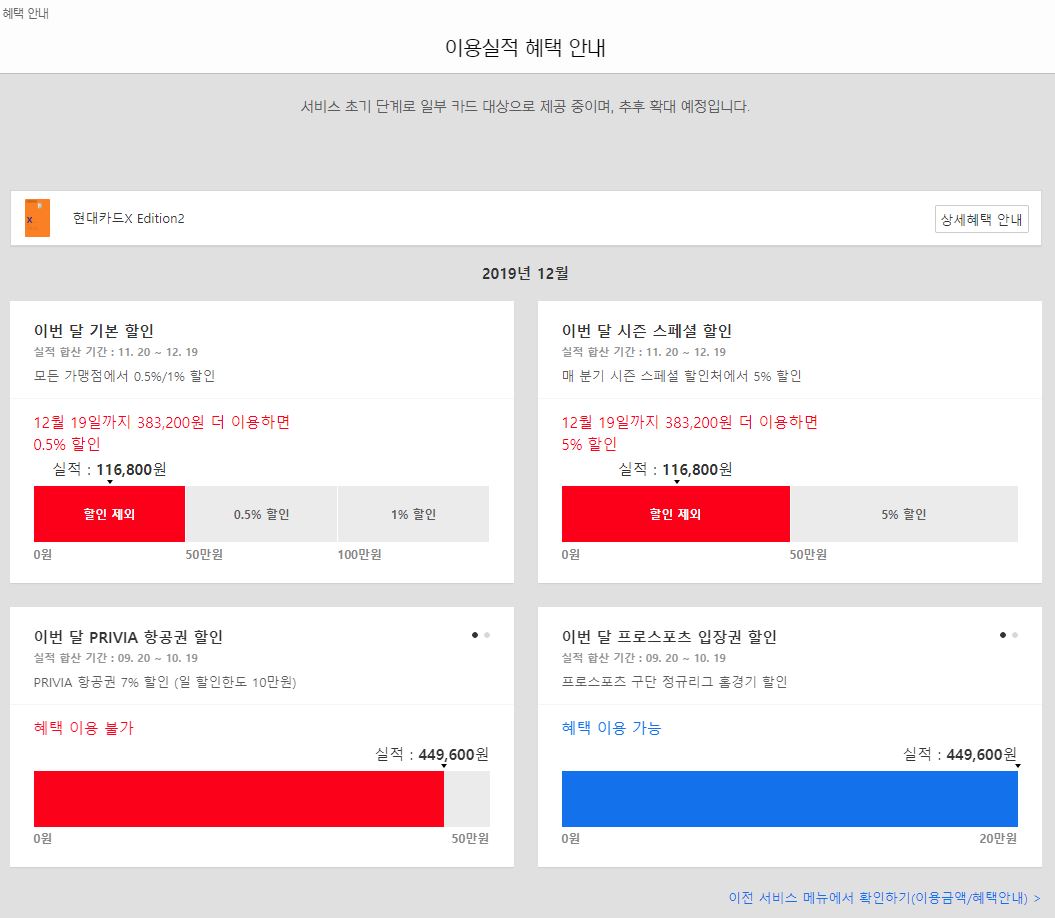 혜택 안내
이용실적 혜택 안내
서비스 초기 단계로 일부 카드 대상으로 제공 중이며, 추후 확대 예정입니다.
X
현대카드X Edition2
상세혜택 안내
2019년 12월
이번 달 기본 할인
실적 합산 기간 : 11. 20 ~ 12. 19
모든 가맹점에서 0.5%/1% 할인
12월 19일까지 383,200원 더 이용하면
0.5% 할인
실적 : 116,800원
할인 제외
0.5% 할인
1% 할인
0원
50만원
100만원
이번 달 시즌 스페셜 할인
실적 합산 기간 : 11. 20 ~ 12. 19
매 분기 시즌 스페셜 할인처에서 5% 할인
12월 19일까지 383,200원 더 이용하면
5% 할인
실적 : 116,800원
할인 제외
5% 할인
0원
50만원
이번 달 PRIVIA 항공권 할인
실적 합산 기간 : 09. 20 ~ 10. 19
PRIVIA 항공권 7% 할인 (일 할인한도 10만원)
혜택 이용 불가
실적 : 449,600원
0원
50만원
이번 달 프로스포츠 입장권 할인
실적 합산 기간 : 09. 20 ~ 10. 19
프로스포츠 구단 정규리그 홈경기 할인
혜택 이용 가능
실적 : 449,600원
0원
20만원
이전 서비스 메뉴에서 확인하기(이용금액/혜택안내) >